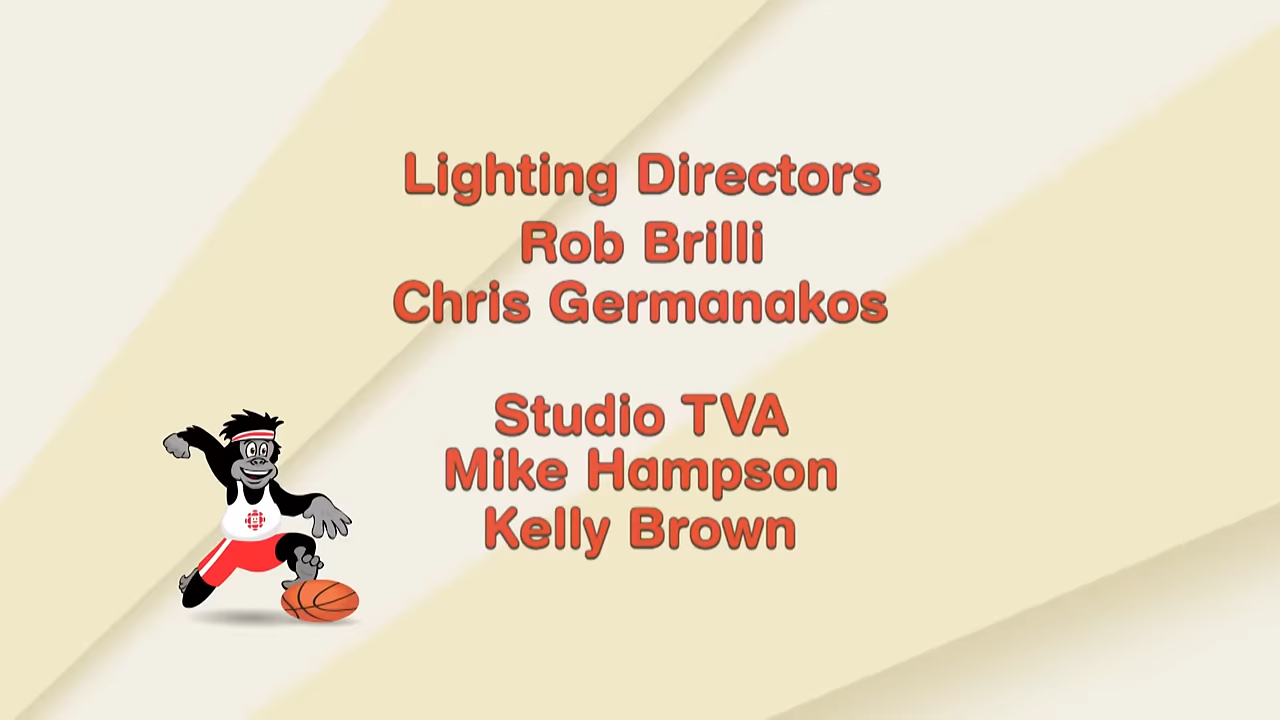 Lighting Directors
Rob Brilli
Chris Germanakos
Studio TVA
Mike Hampson
Kelly Brown